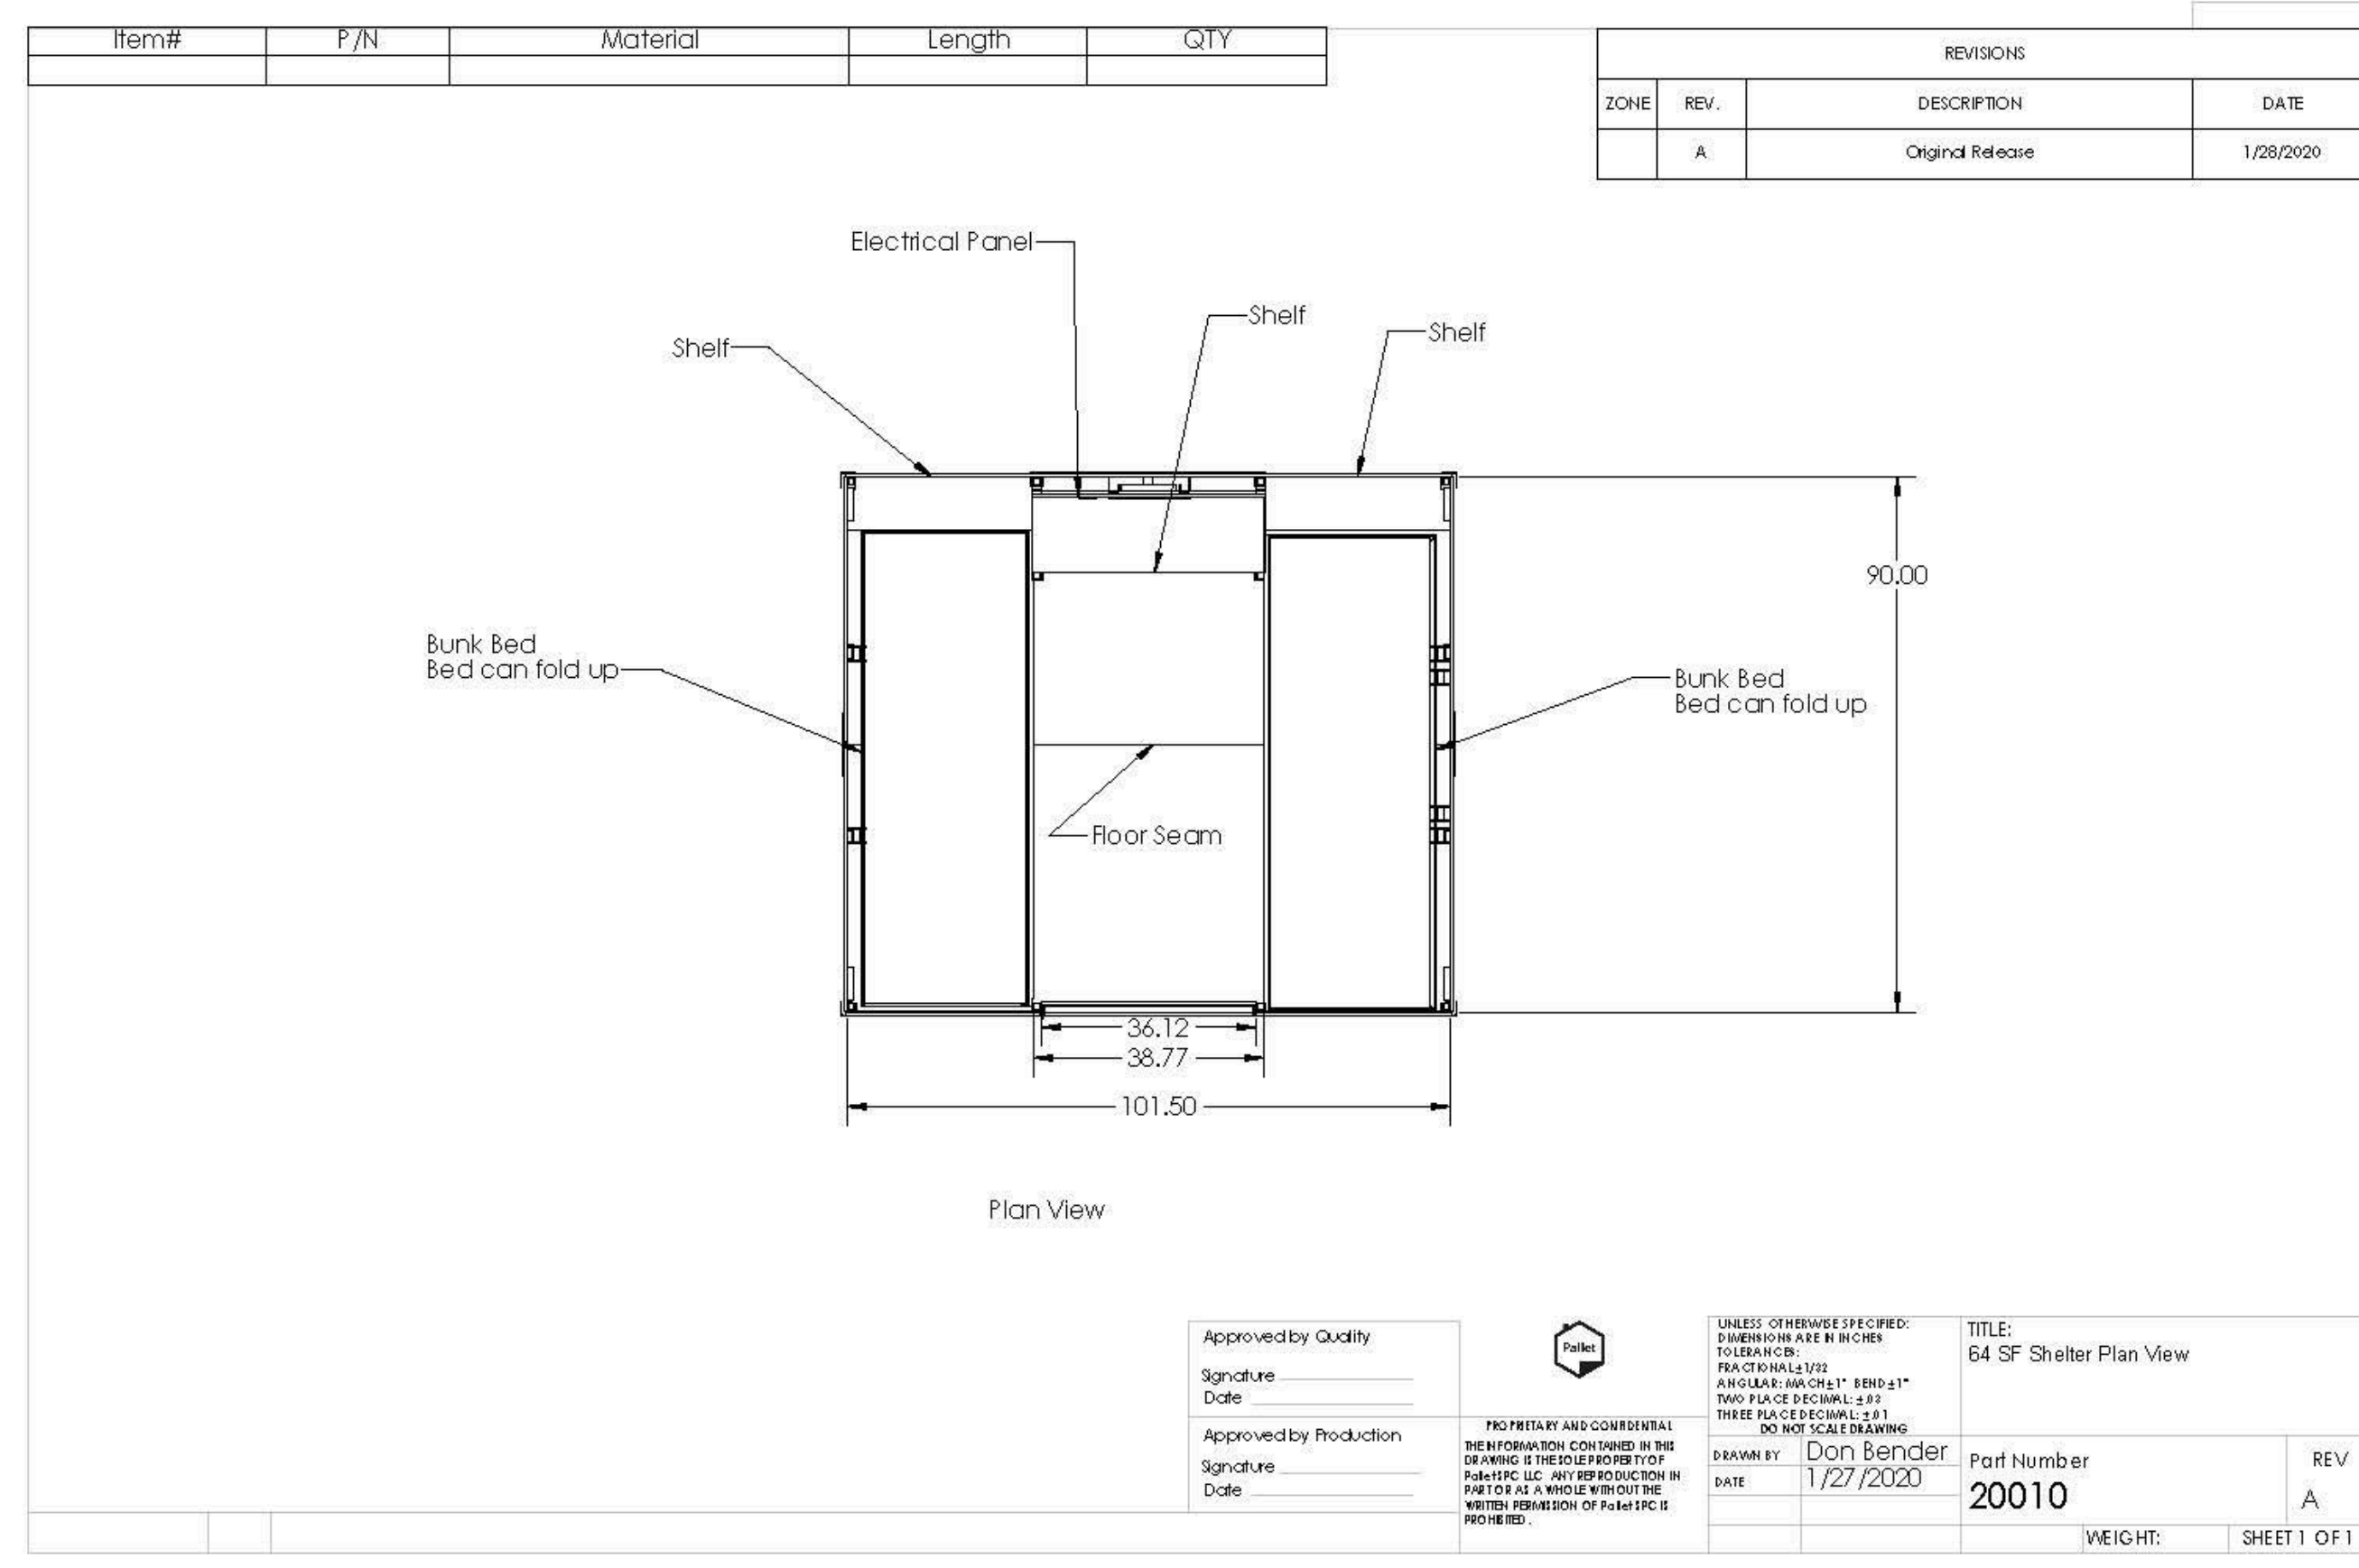 Item# P/N Material Length QTY
REVISIONS
ZONE REV. DESCRIPTION DATE
A Original Release 1/28/2020
Electrical Panel
Shelf
Shelf
Shelf
90.00
Bunk Bed
Bed can fold up
Bunk Bed
Bed can fold up
Floor Seam
36.12
38.77
101.50
Plan View
Approved by Quality
Signature
Date
Approved by Production
Signature
Date
Pallet
PROPRIETARY AND CONFIDENTIAL
THE INFORMATION CONTAINED IN THIS
DRAWING IS THE SOLE PROPERTY OF
PalletSPC LLC ANY REPRODUCTION IN
PART OR AS A WHOLE WITHOUT THE
WRITTEN PERMISSION OF PalletSPC IS
PROHIBITED.
UNLESS OTHERWISE SPECIFIED:
DIMENSIONS ARE IN INCHES
TOLERANCES:
FRACTIONAL±1/32
ANGULAR: MACH±1° BEND±1°
TWO PLACE DECIMAL: ±.03
THREE PLACE DECIMAL: ±.01
DO NOT SCALE DRAWING
DRAWN BY Don Bender
DATE 1/27/2020
TITLE:
64 SF Shelter Plan View
Part Number REV
20010 A
WEIGHT: SHEET 1 OF 1